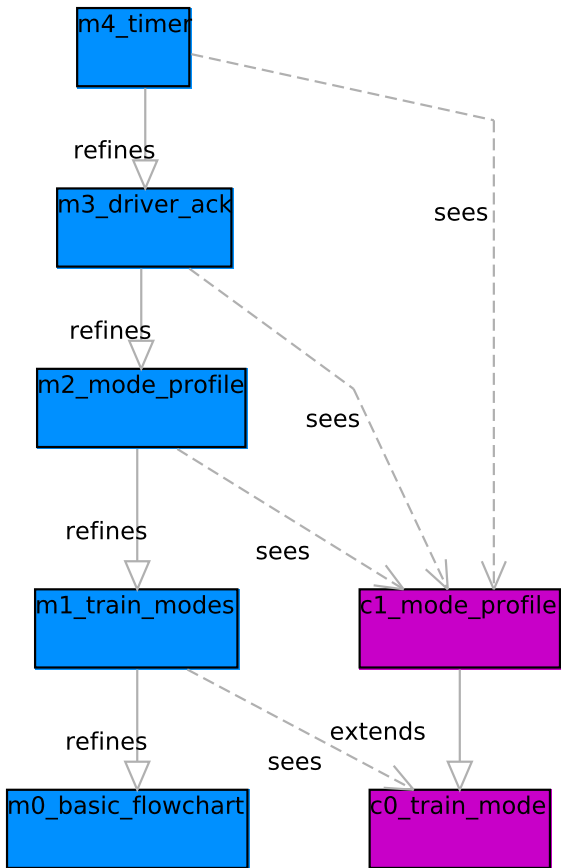 m4_timer
refines
sees
m3_driver_ack
refines
m2_mode_profile
sees
refines
sees
m1_train_modes
c1_mode_profile
refines
extends
sees
m0_basic_flowchart
c0_train_mode